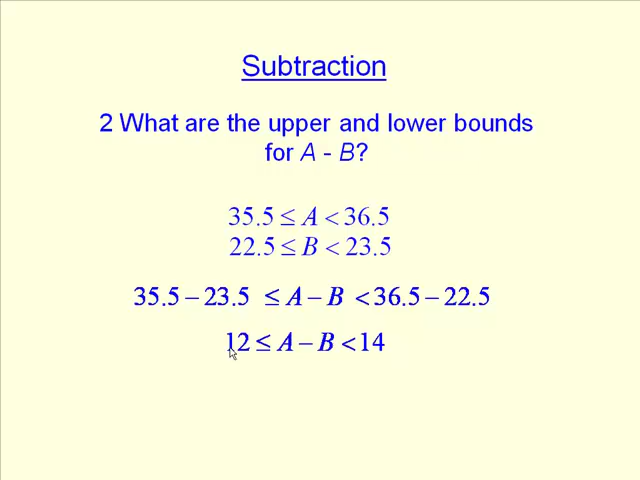 Subtraction
2 What are the upper and lower bounds
for A - B?
35.5 ≤ A < 36.5
22.5 ≤ B < 23.5
35.5 − 23.5 ≤ A − B < 36.5 − 22.5
12 ≤ A − B < 14